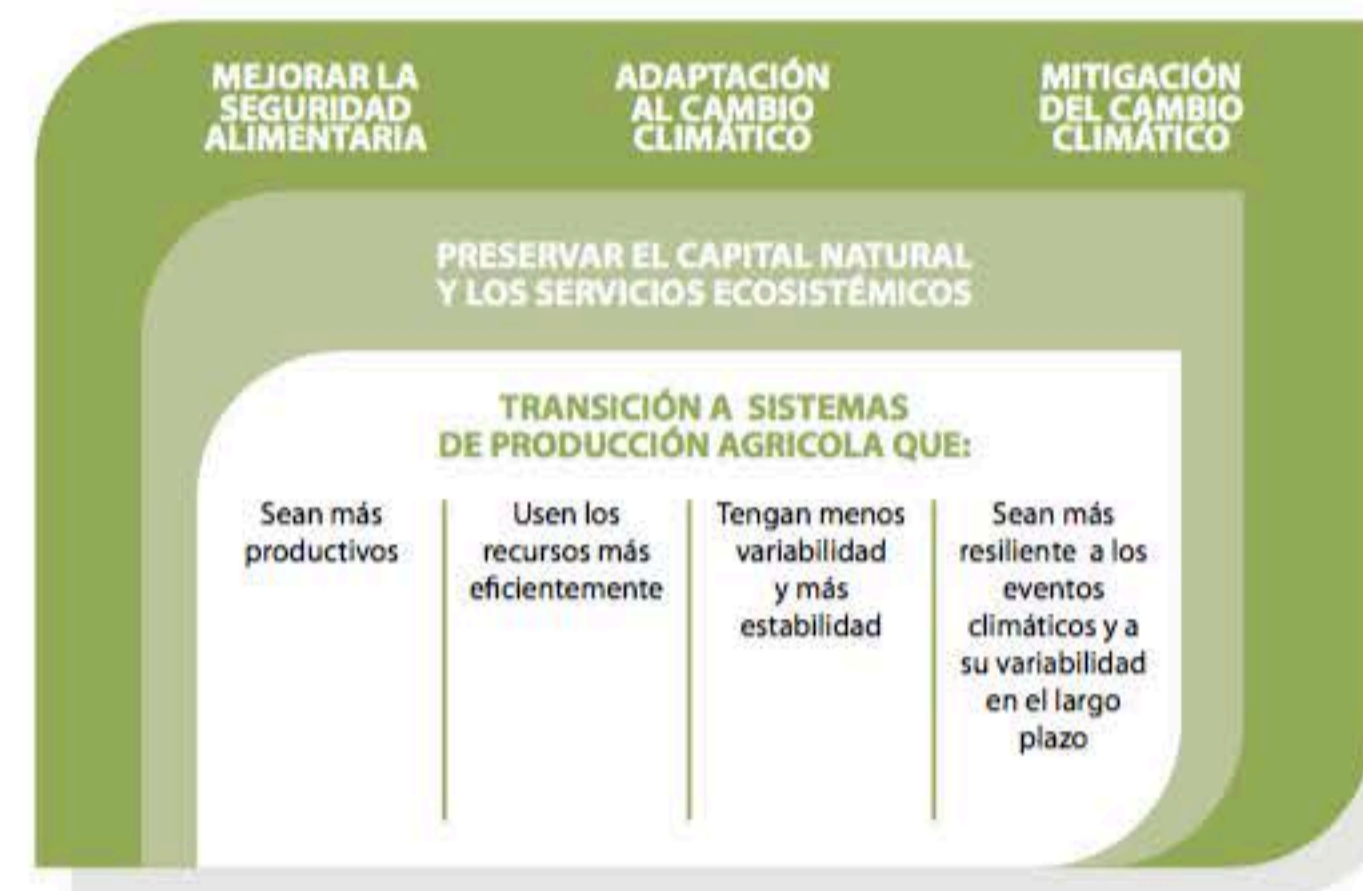 MEJORAR LA
SEGURIDAD
ALIMENTARIA
ADAPTACIÓN
AL CAMBIO
CLIMÁTICO
MITIGACIÓN
DEL CAMBIO
CLIMÁTICO
PRESERVAR EL CAPITAL NATURAL
Y LOS SERVICIOS ECOSISTÉMICOS
TRANSICIÓN A SISTEMAS
DE PRODUCCIÓN AGRICOLA QUE:
Sean más
productivos
Usen los
recursos más
eficientemente
Tengan menos
variabilidad
y más
estabilidad
Sean más
resiliente a los
eventos
climáticos y a
su variabilidad
en el largo
plazo